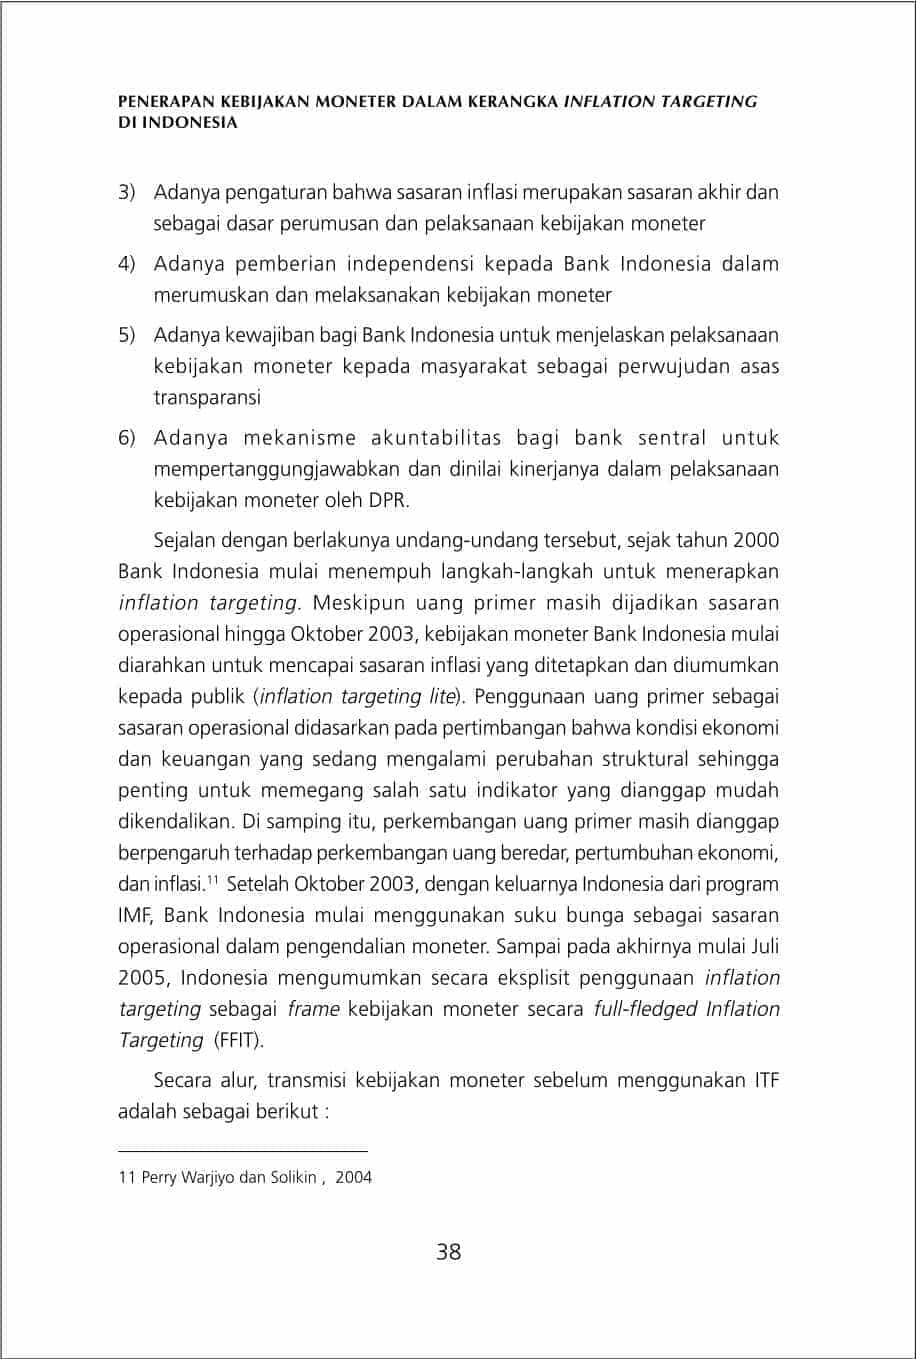 PENERAPAN KEBIJAKAN MONETER DALAM KERANGKA INFLATION TARGETING
DI INDONESIA
3) Adanya pengaturan bahwa sasaran inflasi merupakan sasaran akhir dan
sebagai dasar perumusan dan pelaksanaan kebijakan moneter
4) Adanya pemberian independensi kepada Bank Indonesia dalam
merumuskan dan melaksanakan kebijakan moneter
5) Adanya kewajiban bagi Bank Indonesia untuk menjelaskan pelaksanaan
kebijakan moneter kepada masyarakat sebagai perwujudan asas
transparansi
6) Adanya mekanisme akuntabilitas bagi bank sentral untuk
mempertanggungjawabkan dan dinilai kinerjanya dalam pelaksanaan
kebijakan moneter oleh DPR.
Sejalan dengan berlakunya undang-undang tersebut, sejak tahun 2000
Bank Indonesia mulai menempuh langkah-langkah untuk menerapkan
inflation targeting. Meskipun uang primer masih dijadikan sasaran
operasional hingga Oktober 2003, kebijakan moneter Bank Indonesia mulai
diarahkan untuk mencapai sasaran inflasi yang ditetapkan dan diumumkan
kepada publik (inflation targeting lite). Penggunaan uang primer sebagai
sasaran operasional didasarkan pada pertimbangan bahwa kondisi ekonomi
dan keuangan yang sedang mengalami perubahan struktural sehingga
penting untuk memegang salah satu indikator yang dianggap mudah
dikendalikan. Di samping itu, perkembangan uang primer masih dianggap
berpengaruh terhadap perkembangan uang beredar, pertumbuhan ekonomi,
dan inflasi.¹¹ Setelah Oktober 2003, dengan keluarnya Indonesia dari program
IMF, Bank Indonesia mulai menggunakan suku bunga sebagai sasaran
operasional dalam pengendalian moneter. Sampai pada akhirnya mulai Juli
2005, Indonesia mengumumkan secara eksplisit penggunaan inflation
targeting sebagai frame kebijakan moneter secara full-fledged Inflation
Targeting (FFIT).
Secara alur, transmisi kebijakan moneter sebelum menggunakan ITF
adalah sebagai berikut :
11 Perry Warjiyo dan Solikin , 2004
38